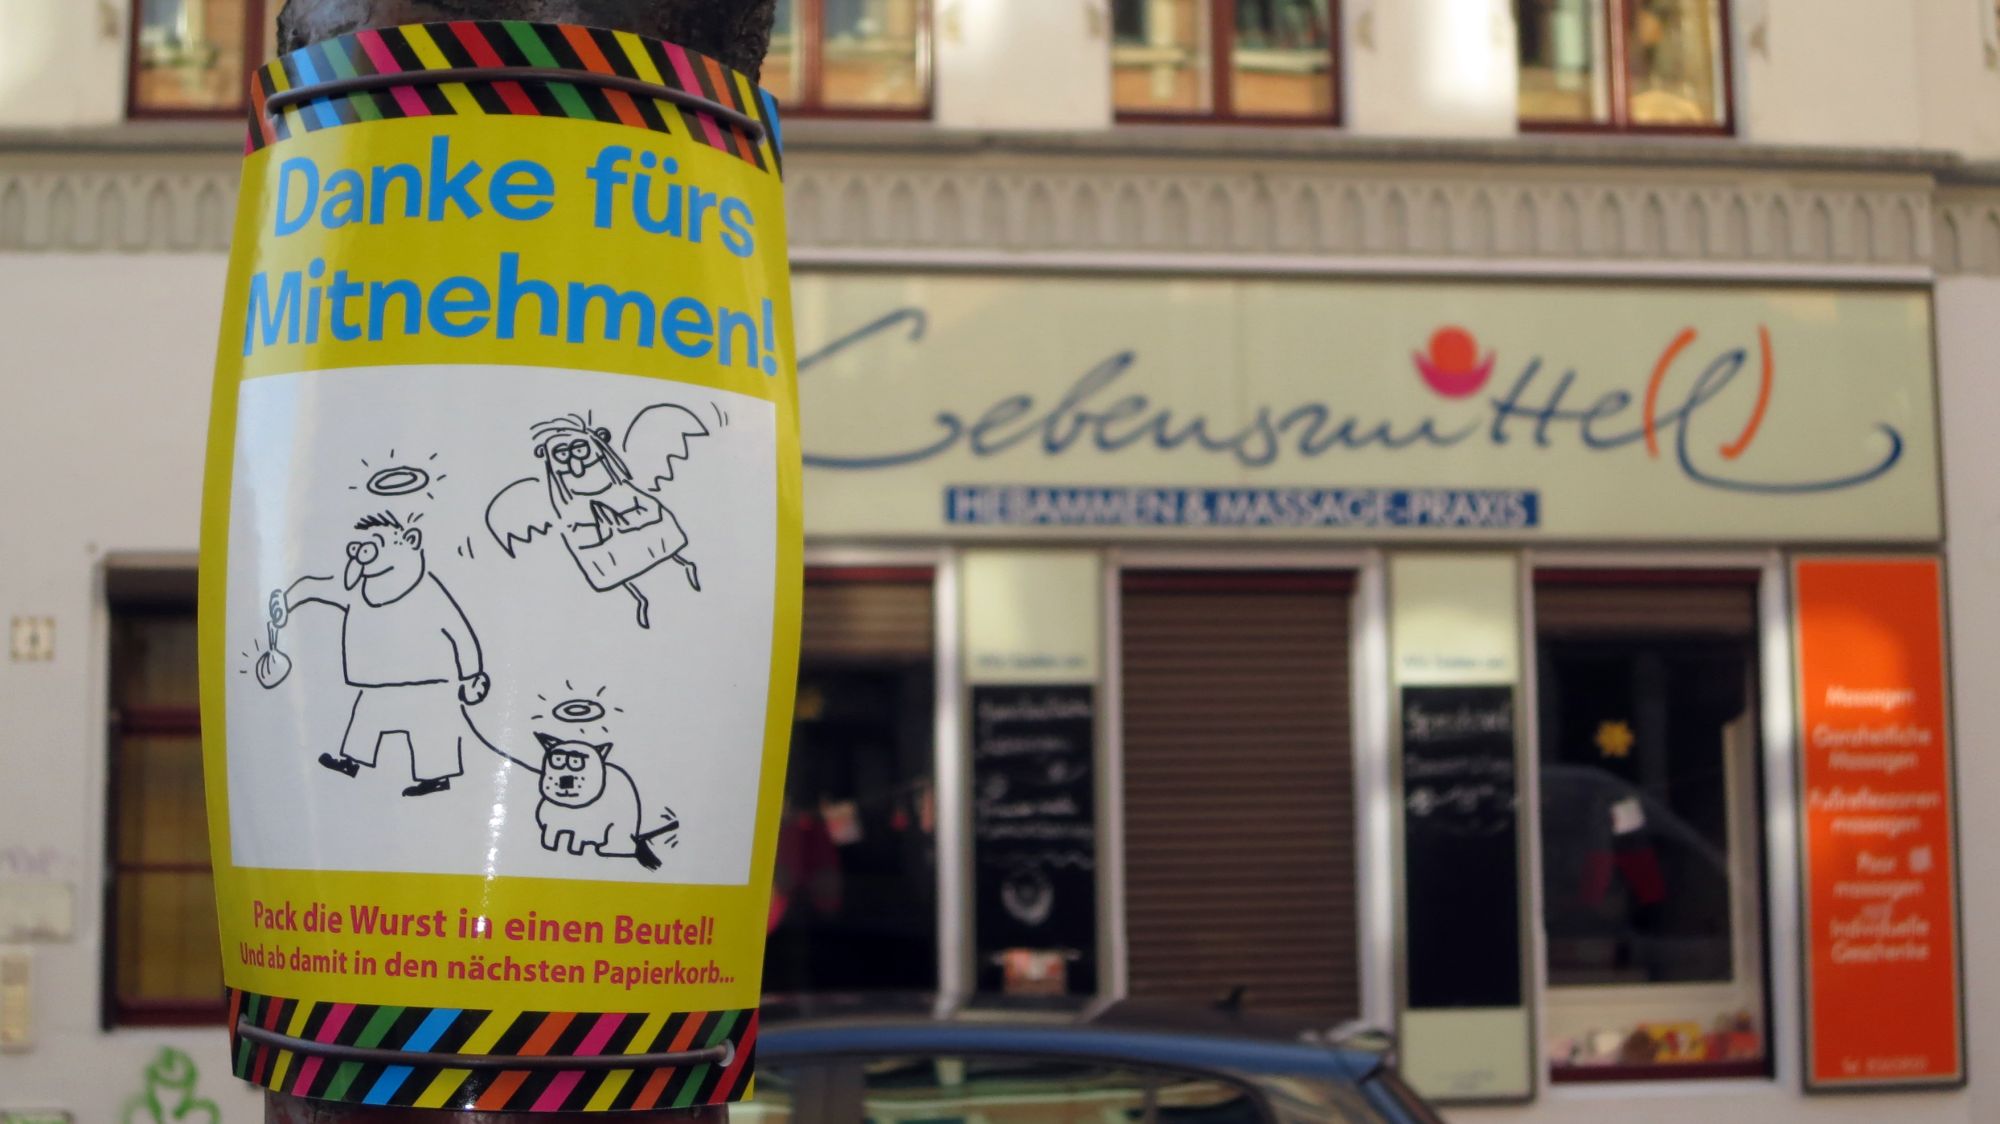 Danke fürs
Mitnehmen!
Pack die Wurst in einen Beutel!
Und ab damit in den nächsten Papierkorb...
Lebensmitte(l)
HEBAMMEN & MASSAGE-PRAXIS
Massagen
Ganzheitliche
Massagen
Fußreflexzonen
massagen
Paar
massagen
Individuelle
Geschenke